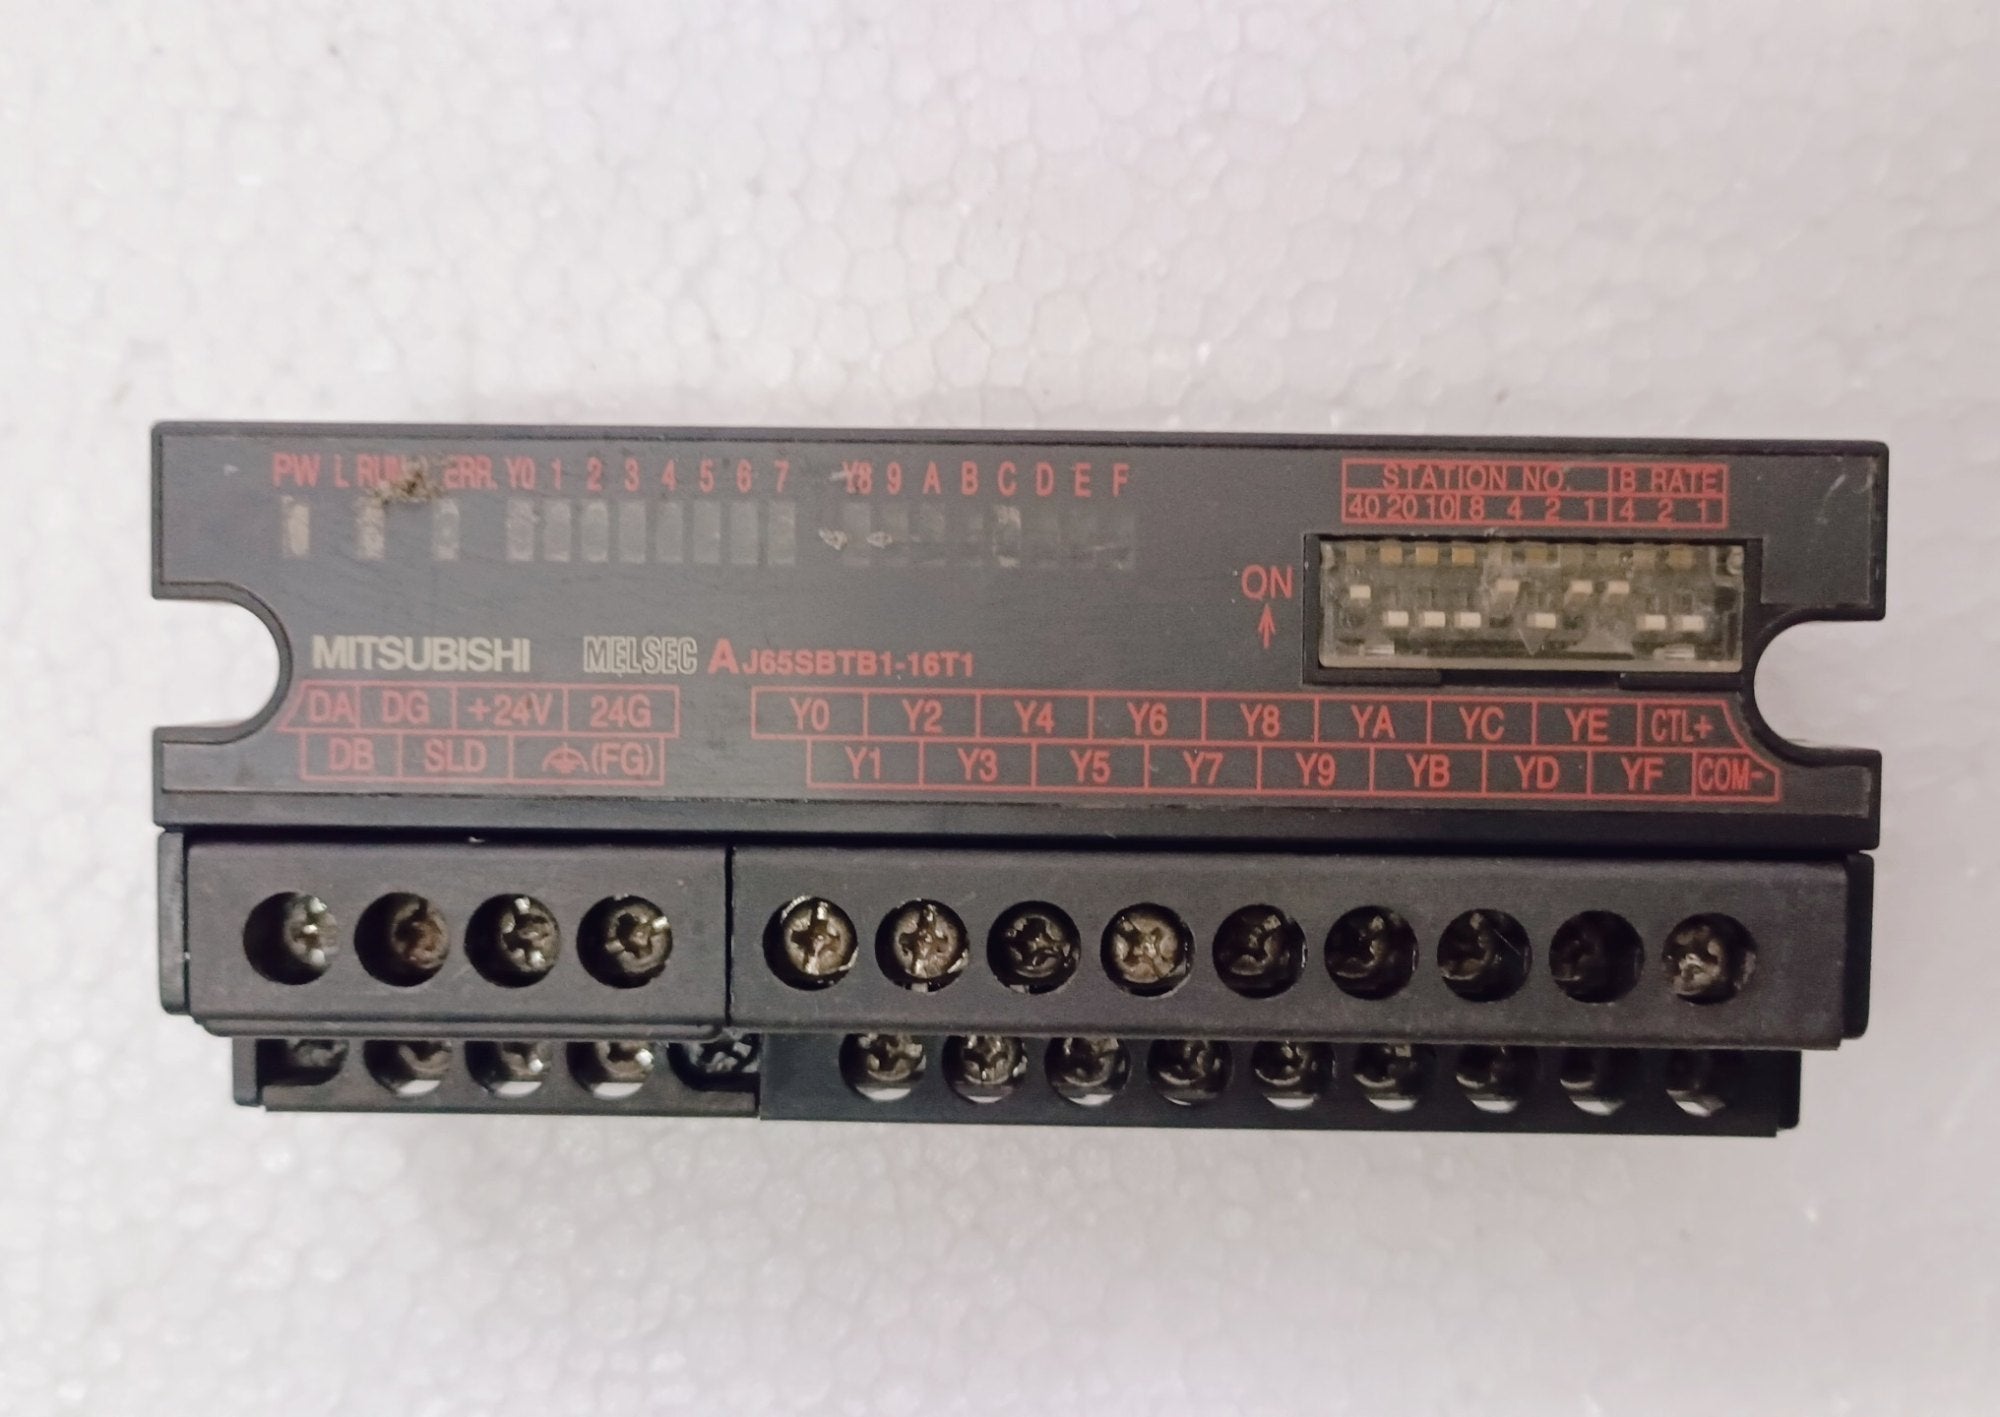 PW L RUN L ERR. Y0 1 2 3 4 5 6 7 Y8 9 A B C D E F
STATION NO. B RATE
40 20 10 8 4 2 1 4 2 1
ON
MITSUBISHI MELSEC AJ65SBTB1-16T1
DA DG +24V 24G Y0 Y2 Y4 Y6 Y8 YA YC YE CTL+
DB SLD (FG) Y1 Y3 Y5 Y7 Y9 YB YD YF COM-